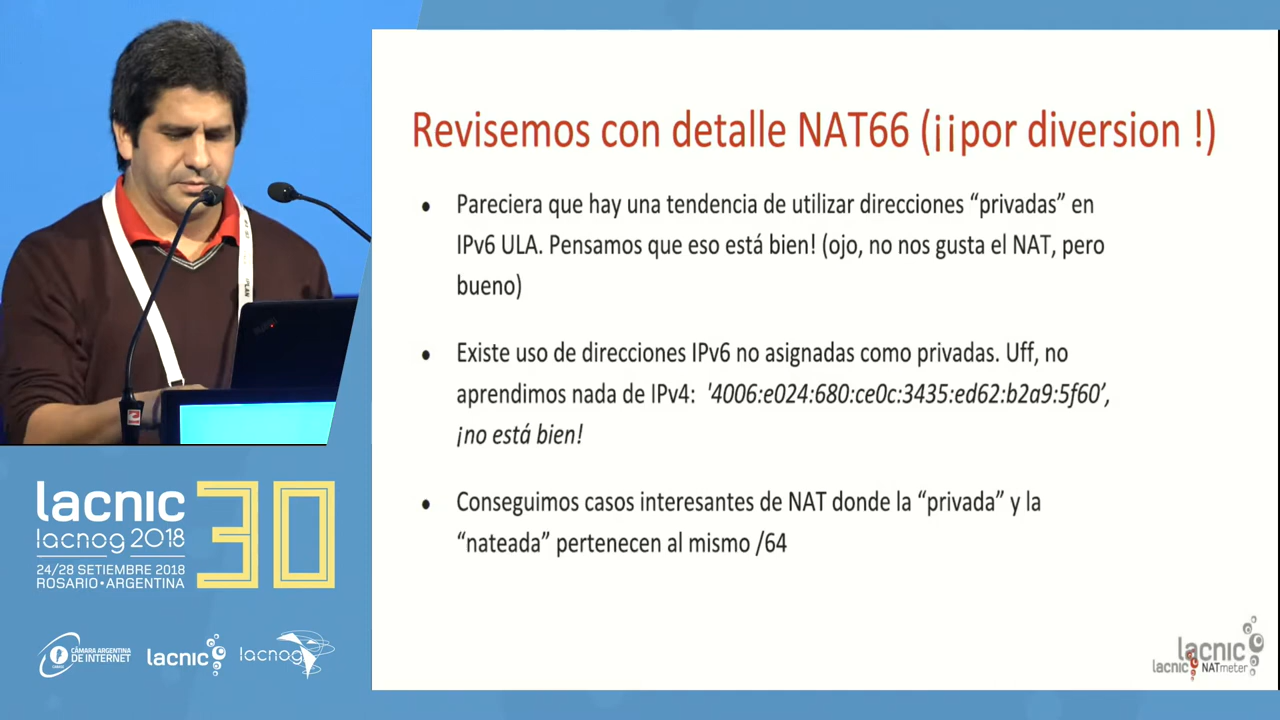 Revisemos con detalle NAT66 (¡¡por diversion !)
• Pareciera que hay una tendencia de utilizar direcciones “privadas” en
IPv6 ULA. Pensamos que eso está bien! (ojo, no nos gusta el NAT, pero
bueno)
• Existe uso de direcciones IPv6 no asignadas como privadas. Uff, no
aprendimos nada de IPv4: '4006:e024:680:ce0c:3435:ed62:b2a9:5f60’,
¡no está bien!
• Conseguimos casos interesantes de NAT donde la “privada” y la
“nateada” pertenecen al mismo /64
lacnic 30
lacnog 2018
24/28 SETIEMBRE 2018
ROSARIO•ARGENTINA
CÁMARA ARGENTINA
DE INTERNET
lacnic
lacnog
lacnic
lacnic NATmeter